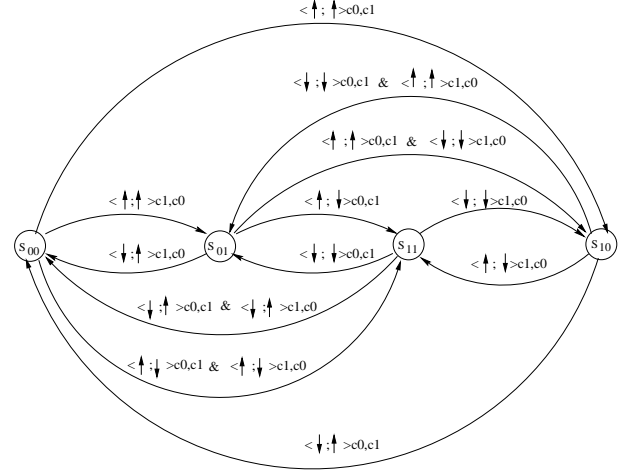 <↑;↑>c0,c1
<↓;↓>c0,c1 & <↑;↑>c1,c0
<↑;↑>c0,c1 & <↓;↓>c1,c0
<↑;↑>c1,c0 <↑;↓>c0,c1 <↓;↓>c1,c0
s00 s01 s11 s10
<↓;↑>c1,c0 <↓;↓>c0,c1 <↑;↓>c1,c0
<↓;↑>c0,c1 & <↓;↑>c1,c0
<↑;↓>c0,c1 & <↑;↓>c1,c0
<↓;↑>c0,c1